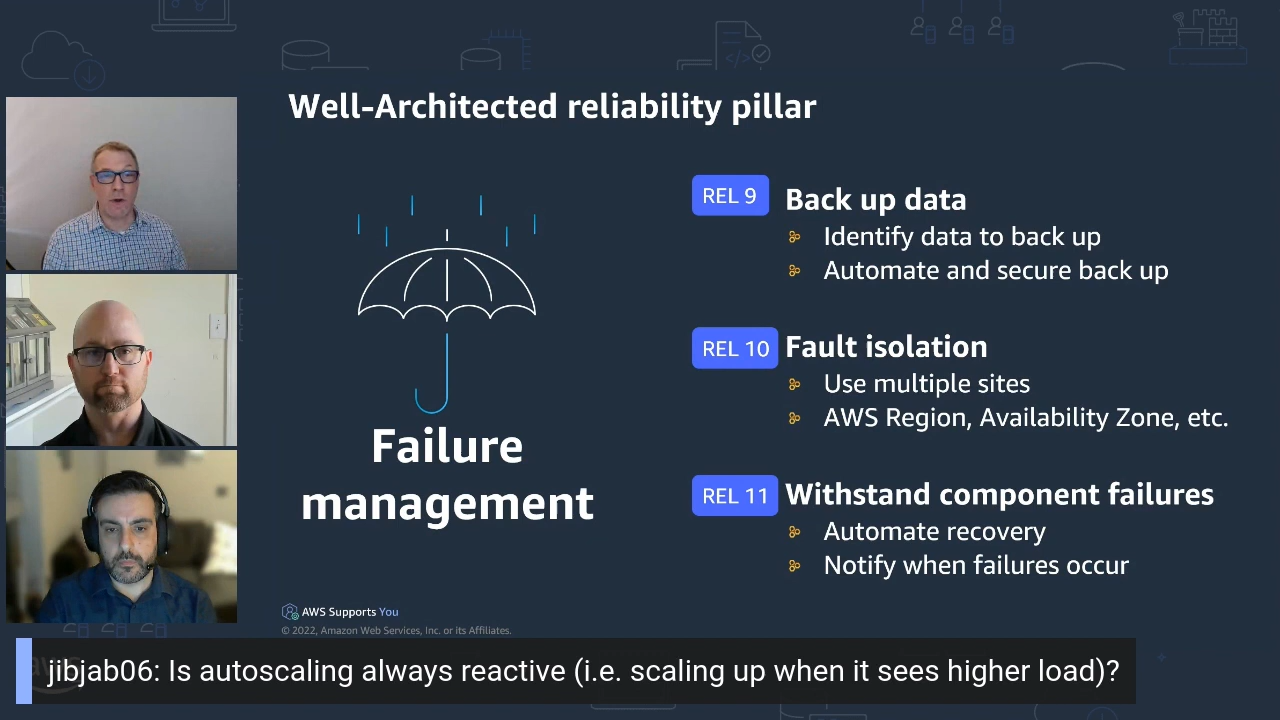 Well-Architected reliability pillar
REL 9
Back up data
Identify data to back up
Automate and secure back up
REL 10
Fault isolation
Use multiple sites
AWS Region, Availability Zone, etc.
REL 11
Withstand component failures
Automate recovery
Notify when failures occur
Failure
management
AWS Supports You
© 2022, Amazon Web Services, Inc. or its Affiliates.
aws
jibjab06: Is autoscaling always reactive (i.e. scaling up when it sees higher load)?